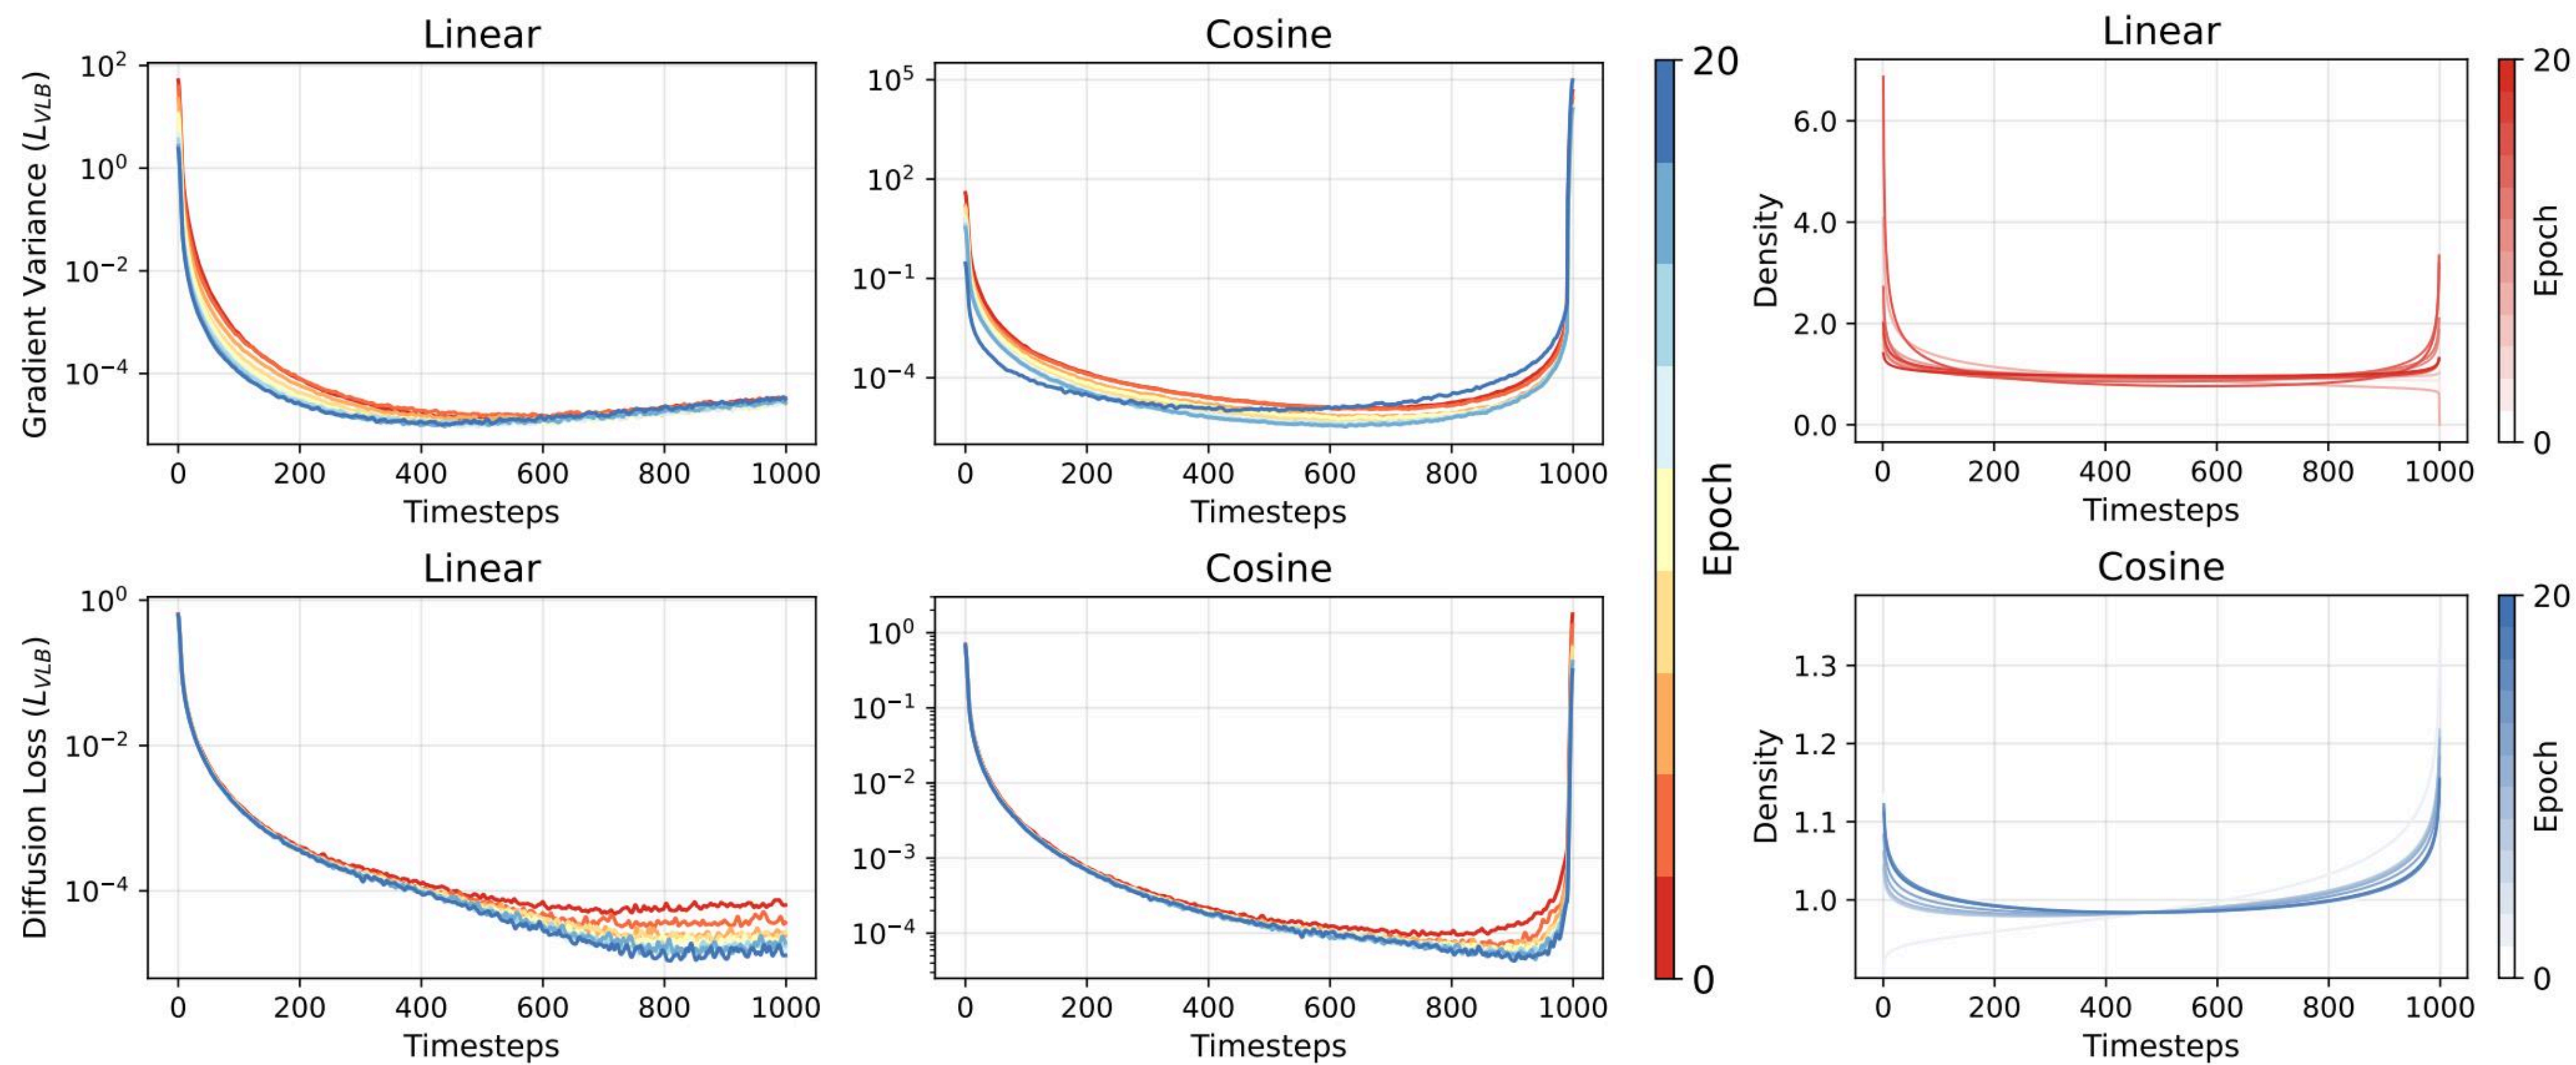 Linear
Gradient Variance (L_VLB)
10^2
10^0
10^−2
10^−4
0 200 400 600 800 1000
Timesteps
Cosine
10^5
10^2
10^−1
10^−4
0 200 400 600 800 1000
Timesteps
Linear
Diffusion Loss (L_VLB)
10^0
10^−2
10^−4
0 200 400 600 800 1000
Timesteps
Cosine
10^0
10^−1
10^−2
10^−3
10^−4
0 200 400 600 800 1000
Timesteps
20
Epoch
0
Linear
Density
6.0
4.0
2.0
0.0
0 200 400 600 800 1000
Timesteps
20
Epoch
0
Cosine
Density
1.3
1.2
1.1
1.0
0 200 400 600 800 1000
Timesteps
20
Epoch
0